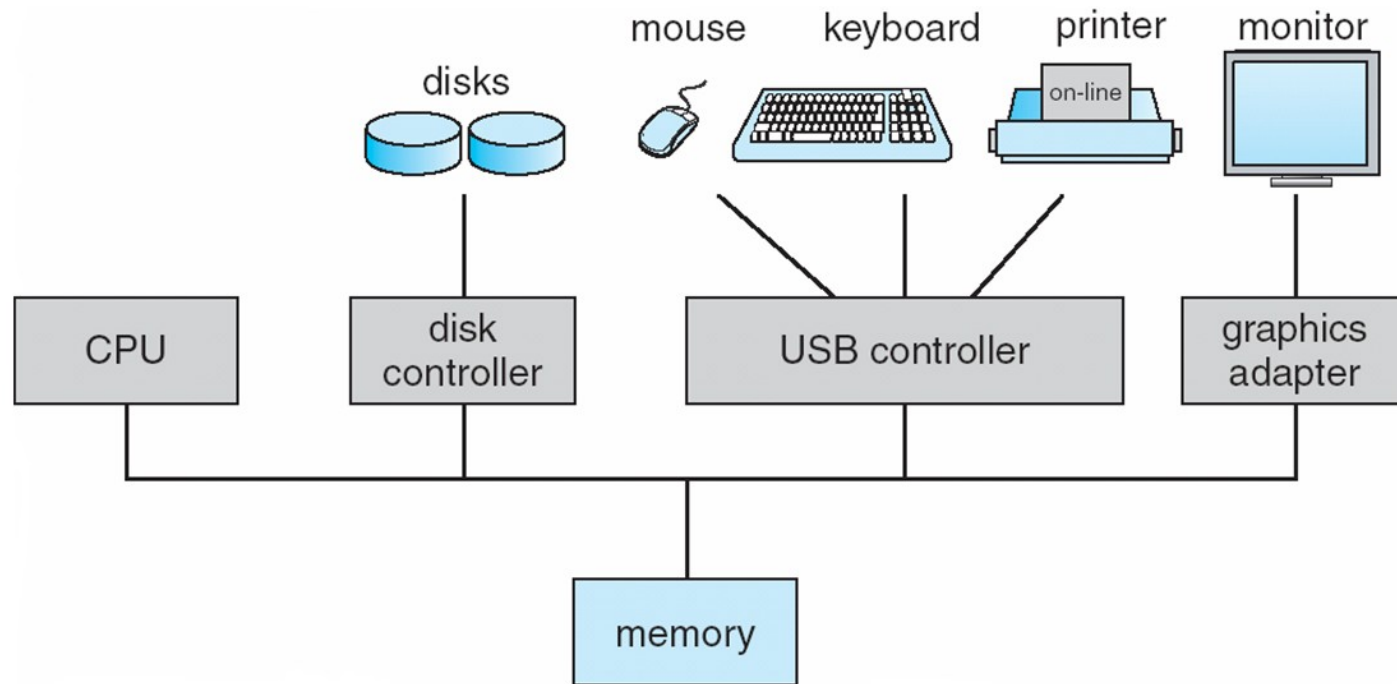 mouse
keyboard
printer
monitor
disks
on-line
CPU
disk
controller
USB controller
graphics
adapter
memory